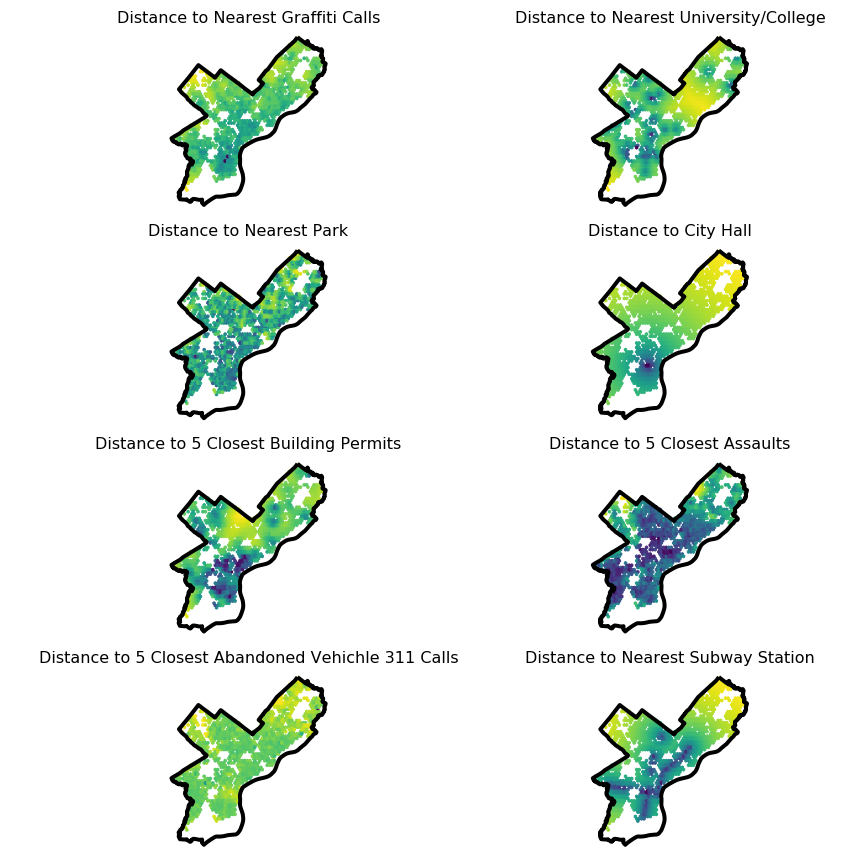 Distance to Nearest Graffiti Calls
Distance to Nearest University/College
Distance to Nearest Park
Distance to City Hall
Distance to 5 Closest Building Permits
Distance to 5 Closest Assaults
Distance to 5 Closest Abandoned Vehichle 311 Calls
Distance to Nearest Subway Station